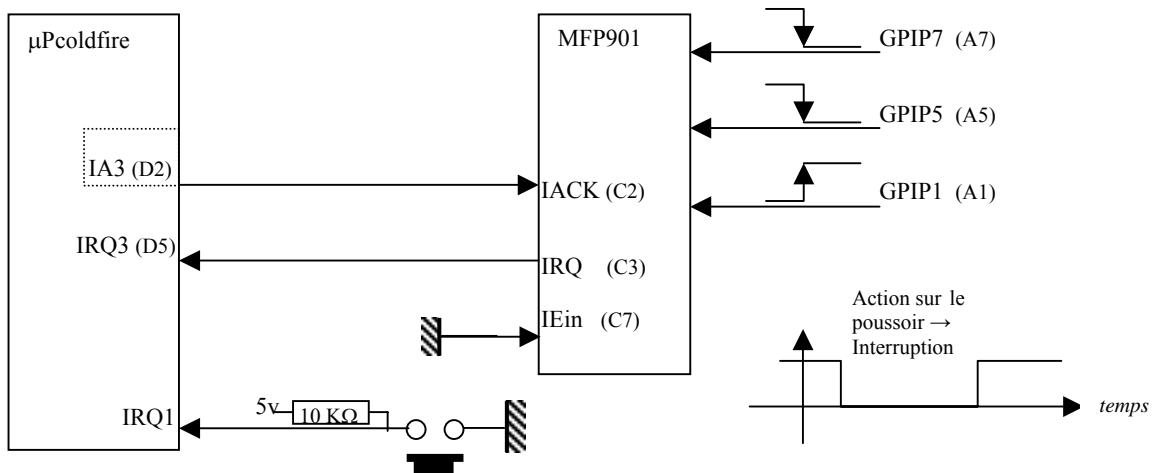 µPcoldfire
MFP901
GPIP7 (A7)
GPIP5 (A5)
IA3 (D2)
IACK (C2)
GPIP1 (A1)
IRQ3 (D5)
IRQ (C3)
IEin (C7)
Action sur le
poussoir →
Interruption
5v
10 KΩ
IRQ1
temps